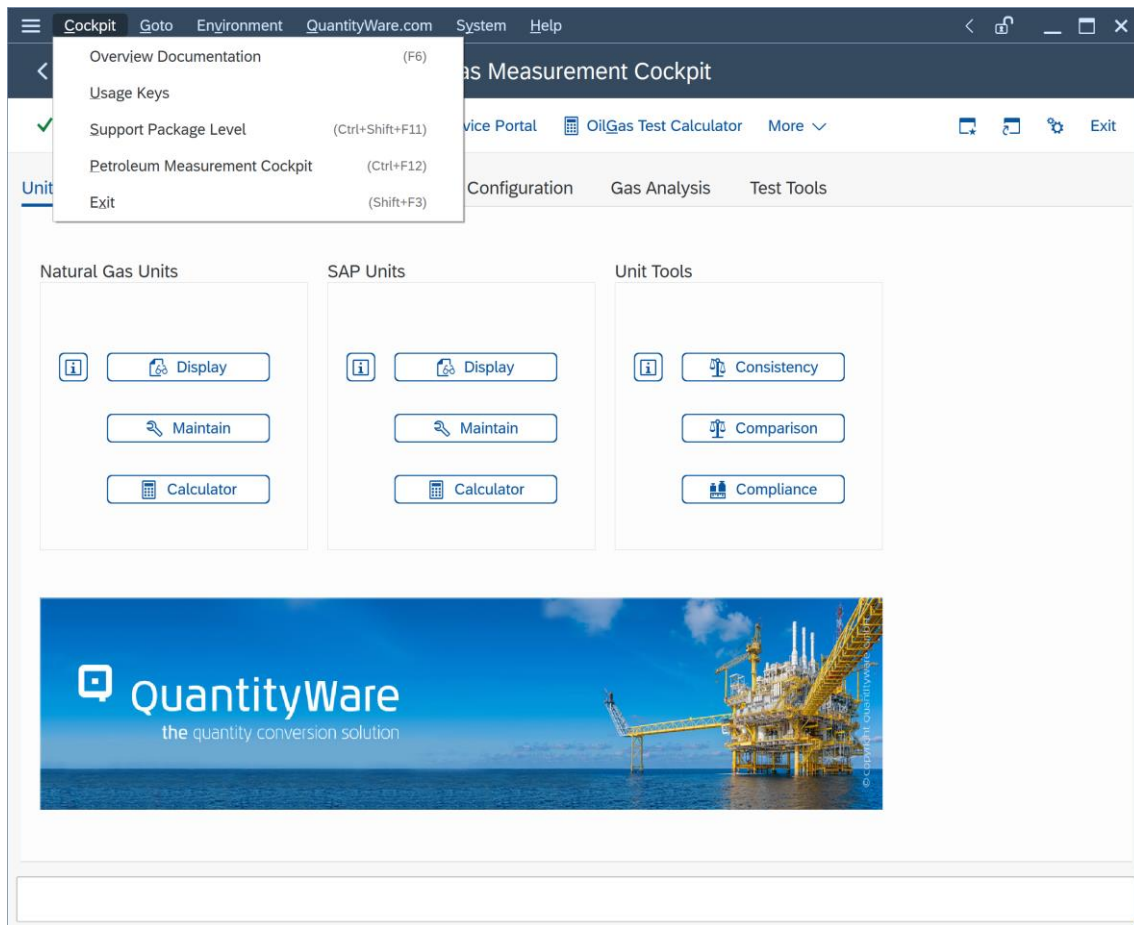 Cockpit Goto Environment QuantityWare.com System Help
Overview Documentation (F6)
Usage Keys
Support Package Level (Ctrl+Shift+F11)
Petroleum Measurement Cockpit (Ctrl+F12)
Exit (Shift+F3)
as Measurement Cockpit
vice Portal OilGas Test Calculator More Exit
Unit Configuration Gas Analysis Test Tools
Natural Gas Units SAP Units Unit Tools
Display Display Consistency
Maintain Maintain Comparison
Calculator Calculator Compliance
QuantityWare
the quantity conversion solution
© copyright QuantityWare GmbH